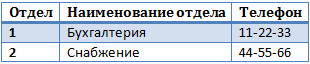 Отдел Наименование отдела Телефон
1 Бухгалтерия 11-22-33
2 Снабжение 44-55-66